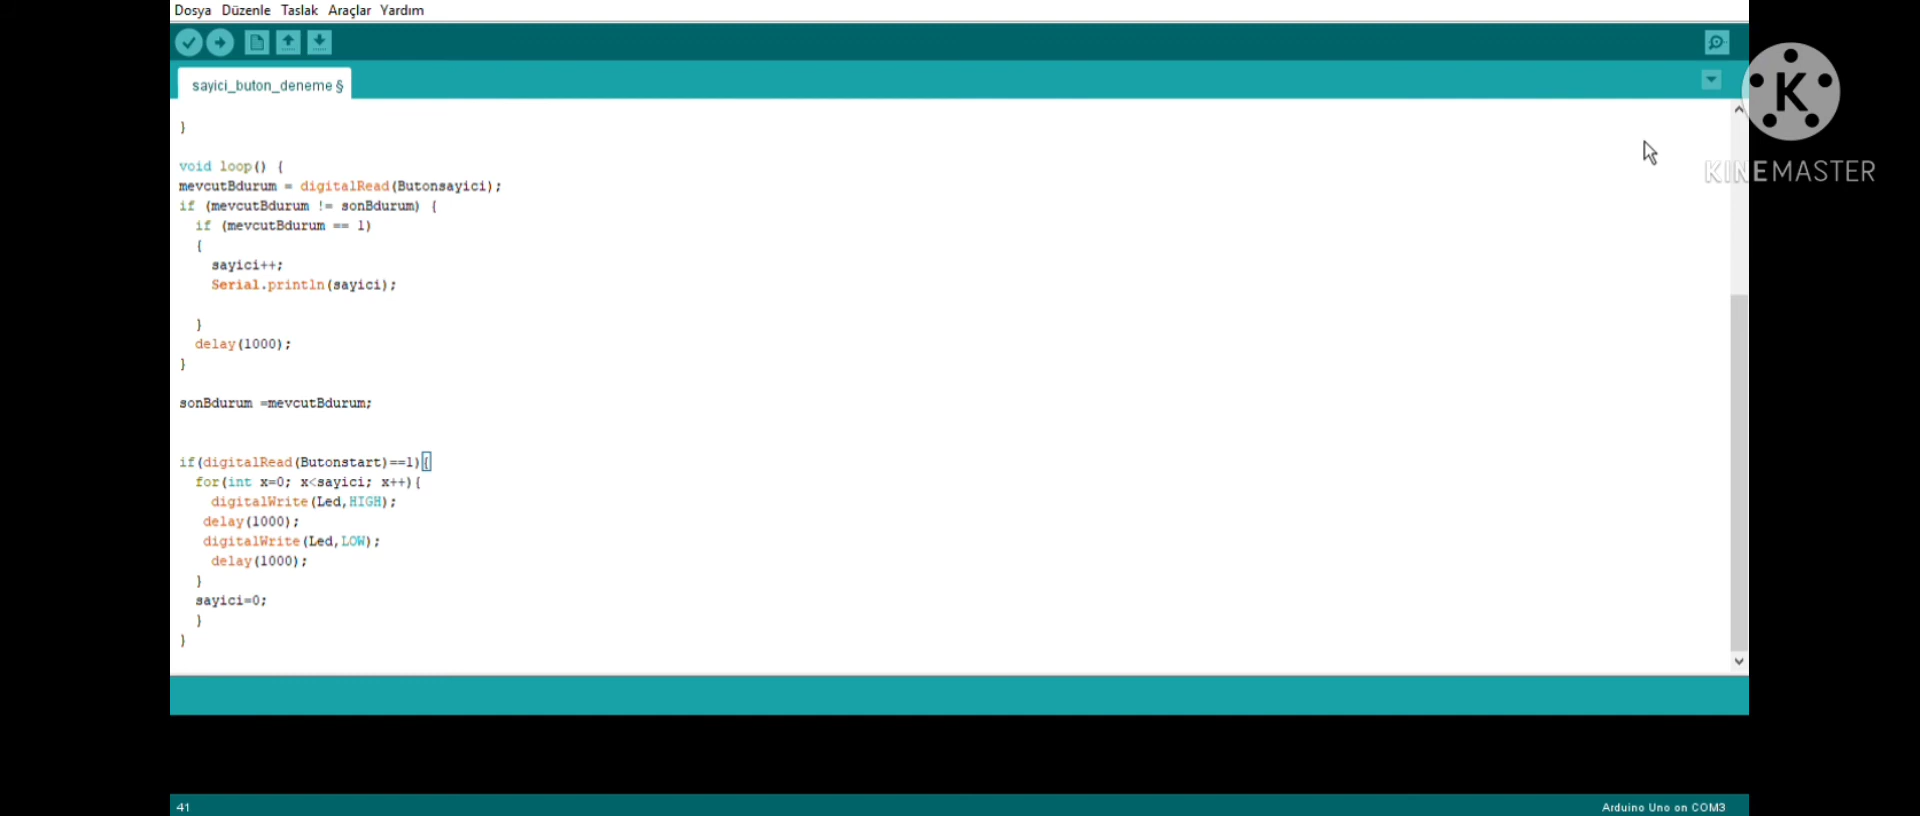 Dosya Düzenle Taslak Araçlar Yardım
sayici_buton_deneme §
K
KINEMASTER
}
void loop() {
mevcutBdurum = digitalRead(Butonsayici);
if (mevcutBdurum != sonBdurum) {
if (mevcutBdurum == 1)
{
sayici++;
Serial.println(sayici);
}
delay(1000);
}
sonBdurum =mevcutBdurum;
if(digitalRead(Butonstart)==1){
for(int x=0; x<sayici; x++){
digitalWrite(Led,HIGH);
delay(1000);
digitalWrite(Led,LOW);
delay(1000);
}
sayici=0;
}
}
41
Arduino Uno on COM3